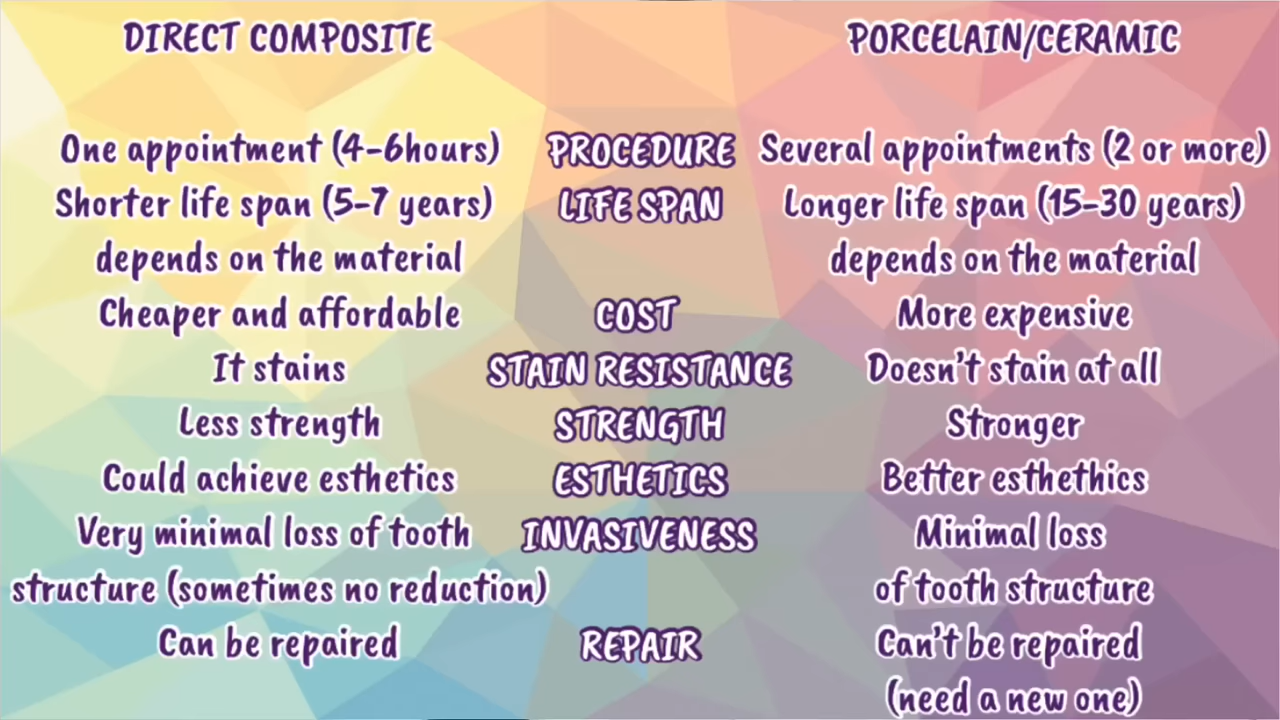 DIRECT COMPOSITE PORCELAIN/CERAMIC
One appointment (4-6hours) PROCEDURE Several appointments (2 or more)
Shorter life span (5-7 years) LIFE SPAN Longer life span (15-30 years)
depends on the material depends on the material
Cheaper and affordable COST More expensive
It stains STAIN RESISTANCE Doesn't stain at all
Less strength STRENGTH Stronger
Could achieve esthetics ESTHETICS Better esthethics
Very minimal loss of tooth INVASIVENESS Minimal loss
structure (sometimes no reduction) of tooth structure
Can be repaired REPAIR Can't be repaired
(need a new one)